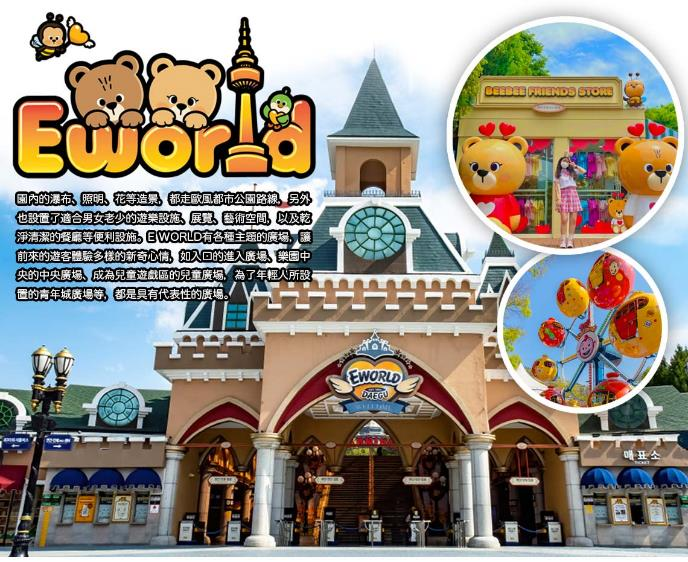 Eworld
園內的瀑布、照明、花等造景，都走歐風都市公園路線，另外
也設置了適合男女老少的遊樂設施、展覽、藝術空間，以及乾
淨清潔的餐廳等便利設施。E WORLD有各種主題的廣場，讓
前來的遊客體驗多樣的新奇心情，如入口的進入廣場、樂園中
央的中央廣場、成為兒童遊戲區的兒童廣場，為了年輕人所設
置的青年城廣場等，都是具有代表性的廣場。
BEEBEE FRIENDS STORE
EWORLD
DAEGU
WELCOME
매표소
TICKET